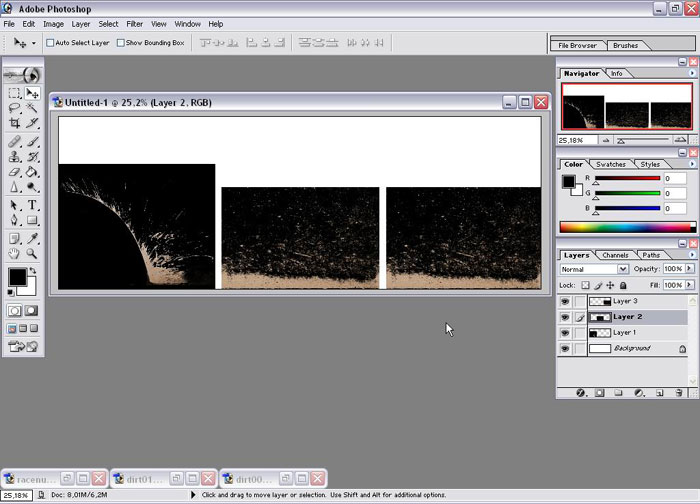 Adobe Photoshop
File Edit Image Layer Select Filter View Window Help
Auto Select Layer Show Bounding Box
File Browser Brushes
Untitled-1 @ 25,2% (Layer 2, RGB)
Navigator Info
25,18%
Color Swatches Styles
R 0
G 0
B 0
Layers Channels Paths
Normal Opacity: 100%
Lock: Fill: 100%
Layer 3
Layer 2
Layer 1
Background
T
racenu... dirt01... dirt00...
25,18% Doc: 8,01M/6,2M Click and drag to move layer or selection. Use Shift and Alt for additional options.